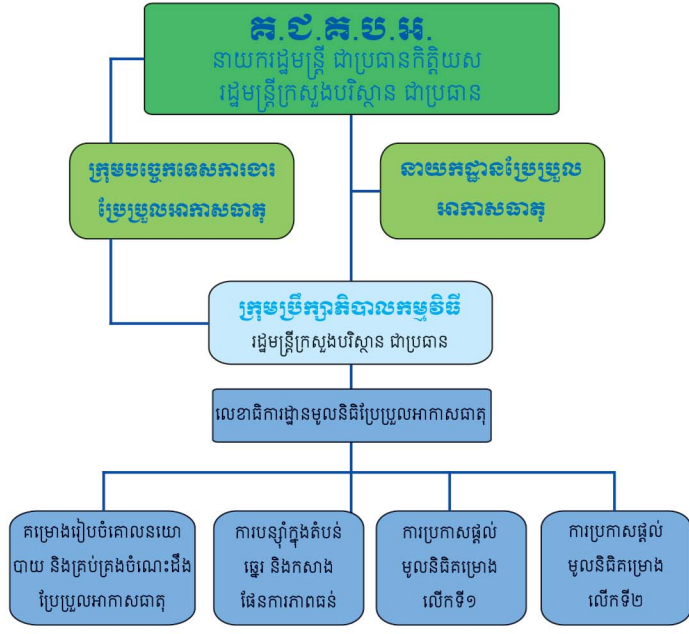 គ.ជ.គ.ប.អ.
នាយករដ្ឋមន្ត្រី ជាប្រធានកិត្តិយស
រដ្ឋមន្ត្រីក្រសួងបរិស្ថាន ជាប្រធាន
ក្រុមបច្ចេកទេសការងារ
ប្រែប្រួលអាកាសធាតុ
នាយកដ្ឋានប្រែប្រួល
អាកាសធាតុ
ក្រុមប្រឹក្សាភិបាលកម្មវិធី
រដ្ឋមន្ត្រីក្រសួងបរិស្ថាន ជាប្រធាន
លេខាធិការដ្ឋានមូលនិធិប្រែប្រួលអាកាសធាតុ
គម្រោងរៀបចំគោលនយោ
បាយ និងគ្រប់គ្រងចំណេះដឹង
ប្រែប្រួលអាកាសធាតុ
ការបន្ស៊ាំក្នុងតំបន់
ឆ្នេរ និងកសាង
ផែនការភាពធន់
ការប្រកាសផ្តល់
មូលនិធិគម្រោង
លើកទី១
ការប្រកាសផ្តល់
មូលនិធិគម្រោង
លើកទី២